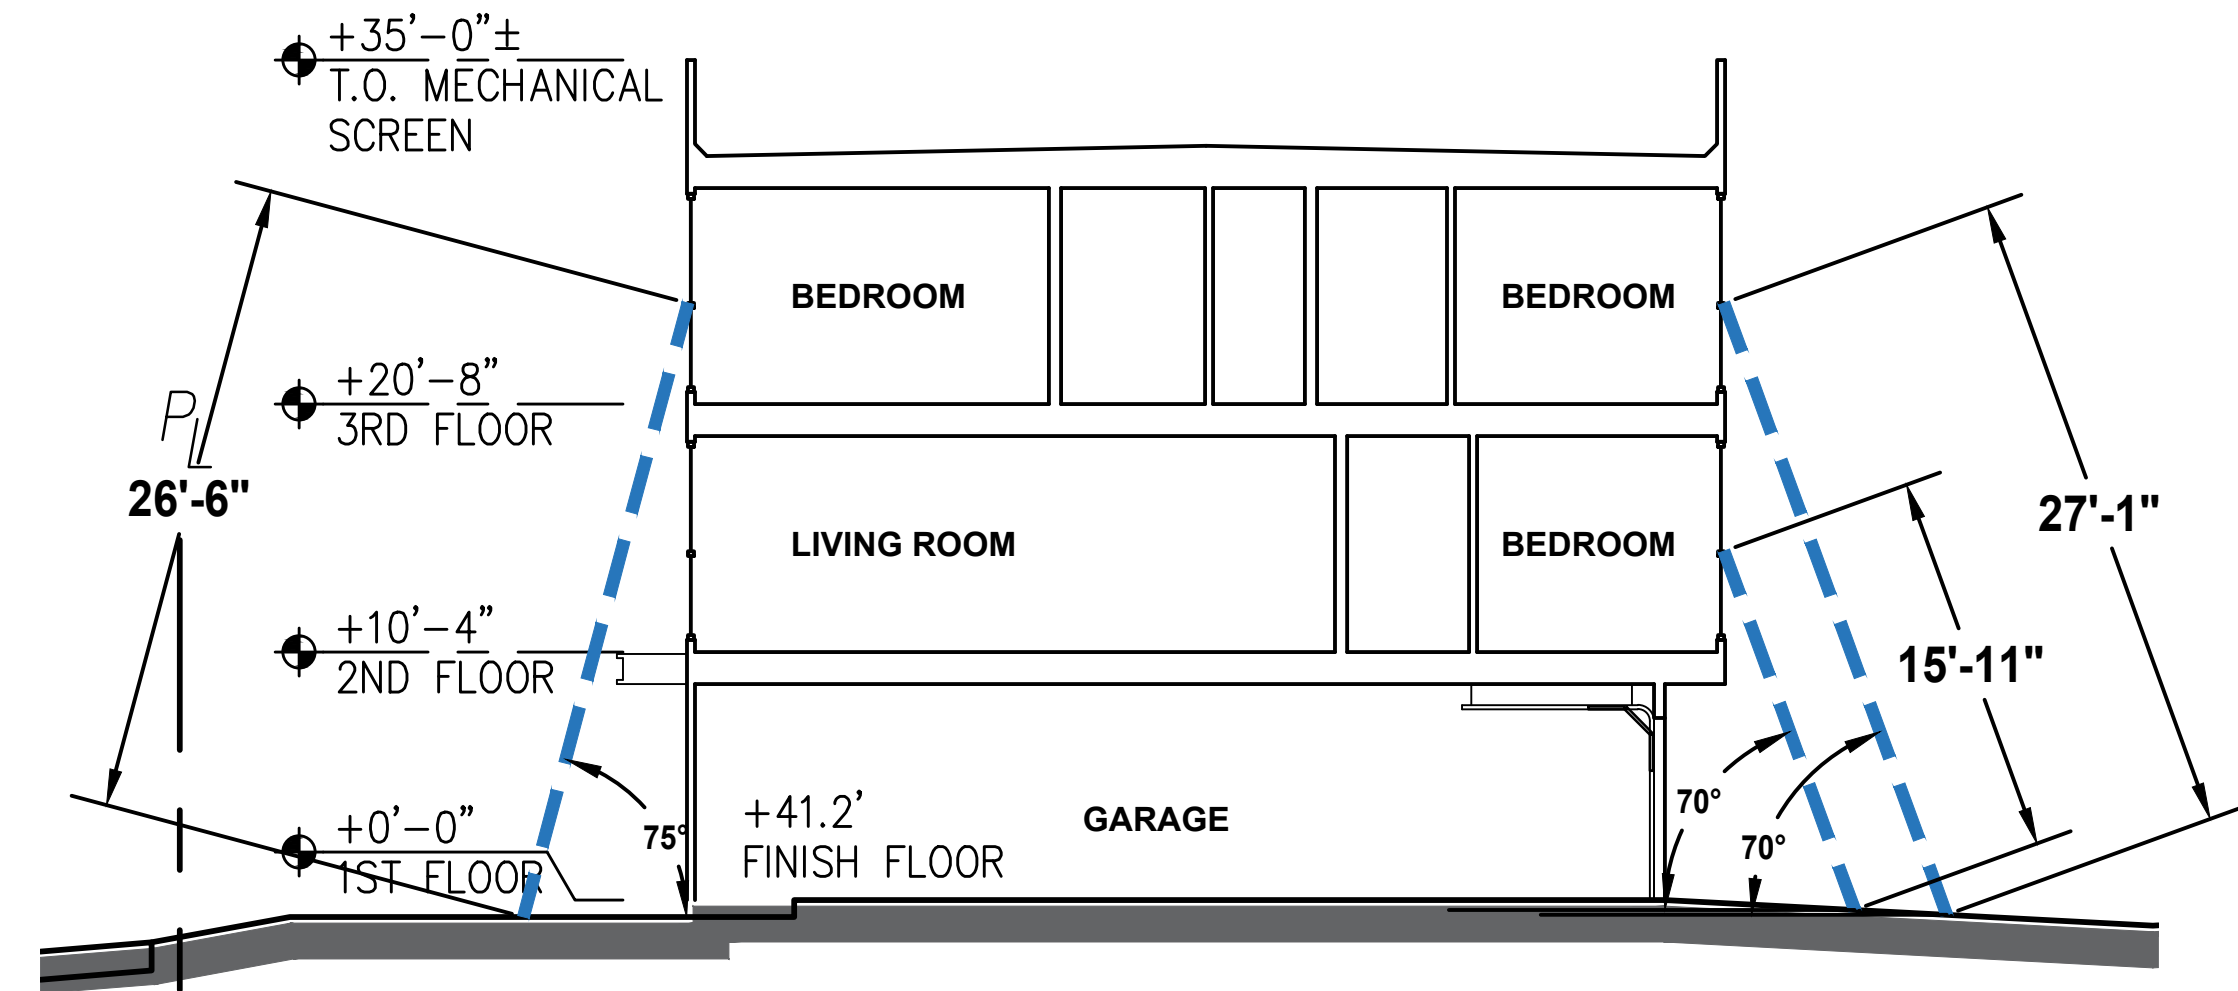 +35’-0”±
T.O. MECHANICAL
SCREEN
BEDROOM
BEDROOM
+20’-8”
3RD FLOOR
PL
26'-6"
27'-1"
LIVING ROOM
BEDROOM
+10’-4”
2ND FLOOR
15'-11"
+0’-0”
1ST FLOOR
75°
+41.2’
FINISH FLOOR
GARAGE
70°
70°